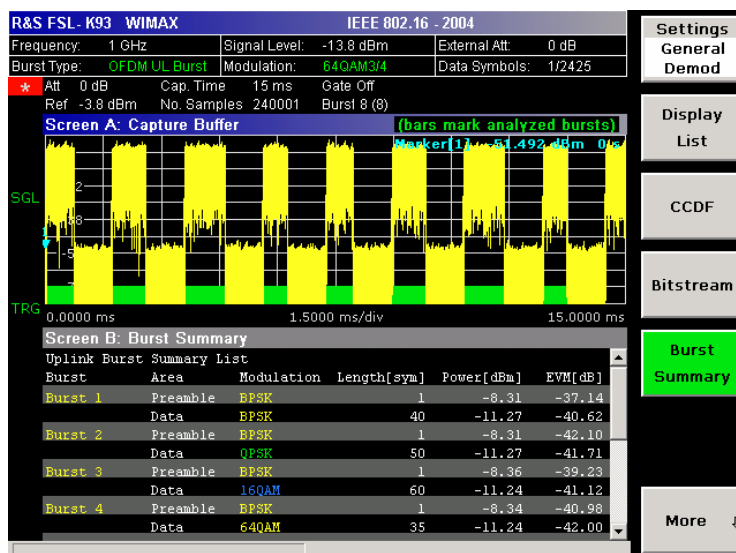 R&S FSL-K93 WIMAX IEEE 802.16 - 2004
Frequency: 1 GHz Signal Level: -13.8 dBm External Att: 0 dB
Burst Type: OFDM UL Burst Modulation: 64QAM3/4 Data Symbols: 1/2425
* Att 0 dB Cap. Time 15 ms Gate Off
Ref -3.8 dBm No. Samples 240001 Burst 8 (8)
Screen A: Capture Buffer (bars mark analyzed bursts)
Marker[1] -51.492 dBm 0 s
SGL
TRG
0.0000 ms 1.5000 ms/div 15.0000 ms
Screen B: Burst Summary
Uplink Burst Summary List
Burst Area Modulation Length[sym] Power[dBm] EVM[dB]
Burst 1 Preamble BPSK 1 -8.31 -37.14
Data BPSK 40 -11.27 -40.62
Burst 2 Preamble BPSK 1 -8.31 -42.10
Data QPSK 50 -11.27 -41.71
Burst 3 Preamble BPSK 1 -8.36 -39.23
Data 16QAM 60 -11.24 -41.12
Burst 4 Preamble BPSK 1 -8.34 -40.98
Data 64QAM 35 -11.24 -42.00
Settings
General
Demod
Display
List
CCDF
Bitstream
Burst
Summary
More